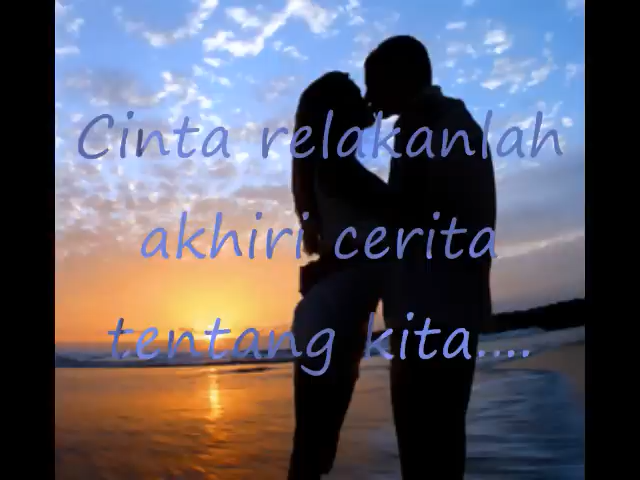 Cinta relakanlah
akhiri cerita
tentang kita....